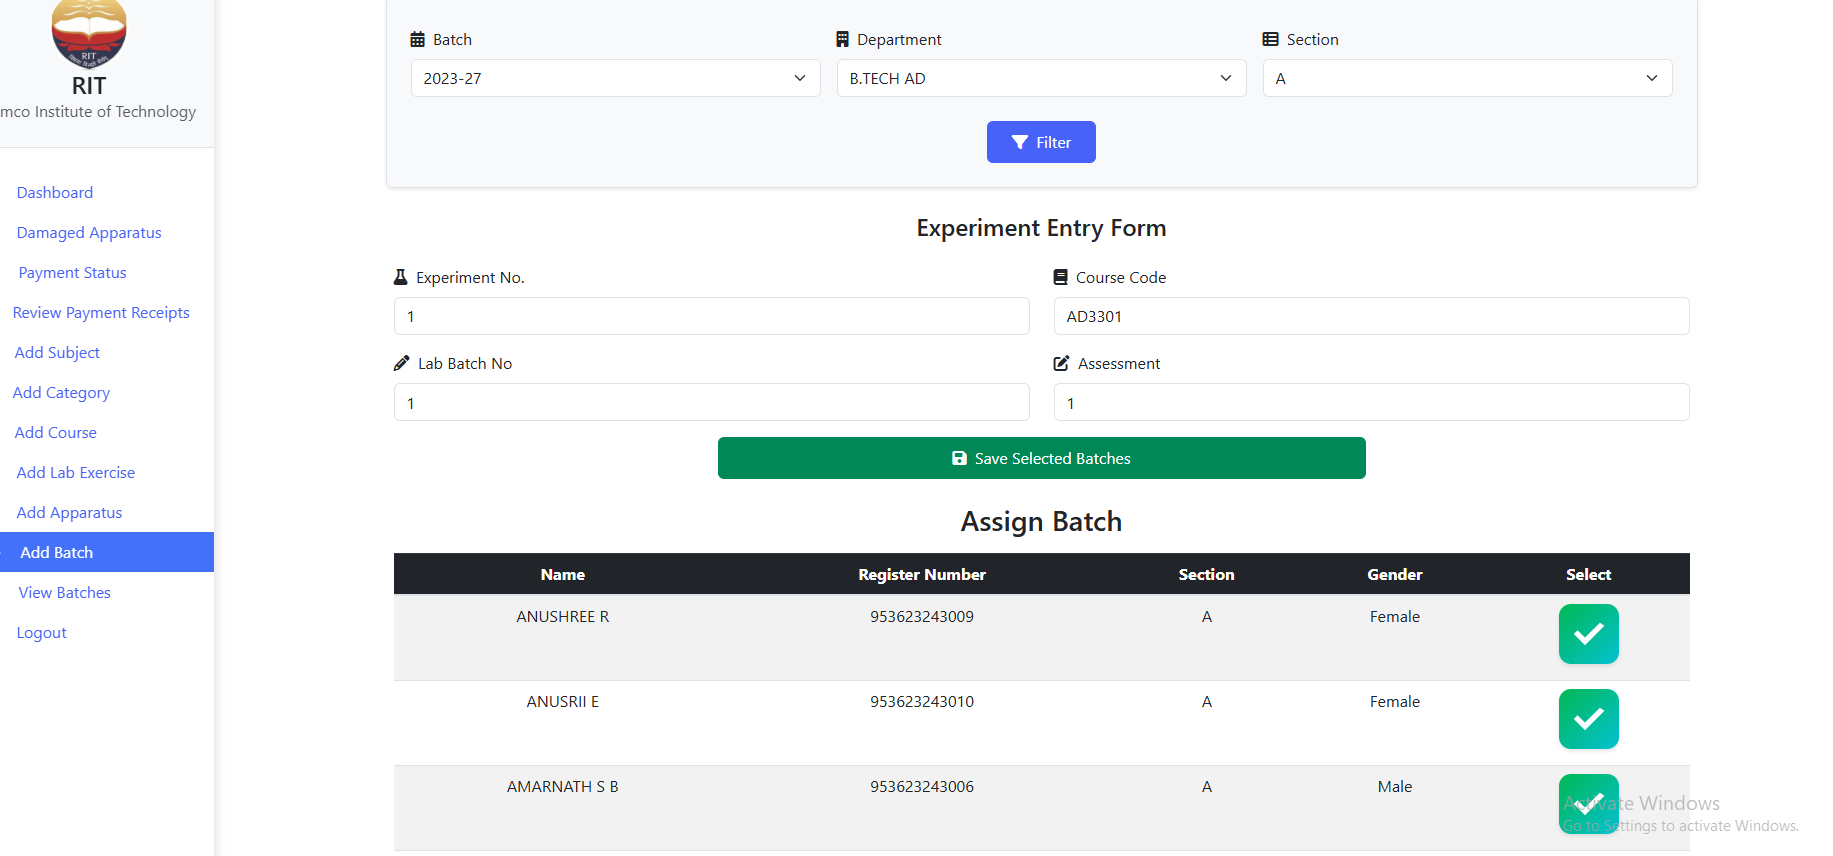 RIT
RIT
mco Institute of Technology
Dashboard
Damaged Apparatus
Payment Status
Review Payment Receipts
Add Subject
Add Category
Add Course
Add Lab Exercise
Add Apparatus
Add Batch
View Batches
Logout
Batch Department Section
2023-27 B.TECH AD A
Filter
Experiment Entry Form
Experiment No. Course Code
1 AD3301
Lab Batch No Assessment
1 1
Save Selected Batches
Assign Batch
Name Register Number Section Gender Select
ANUSHREE R 953623243009 A Female
ANUSRII E 953623243010 A Female
AMARNATH S B 953623243006 A Male
Activate Windows
Go to Settings to activate Windows.